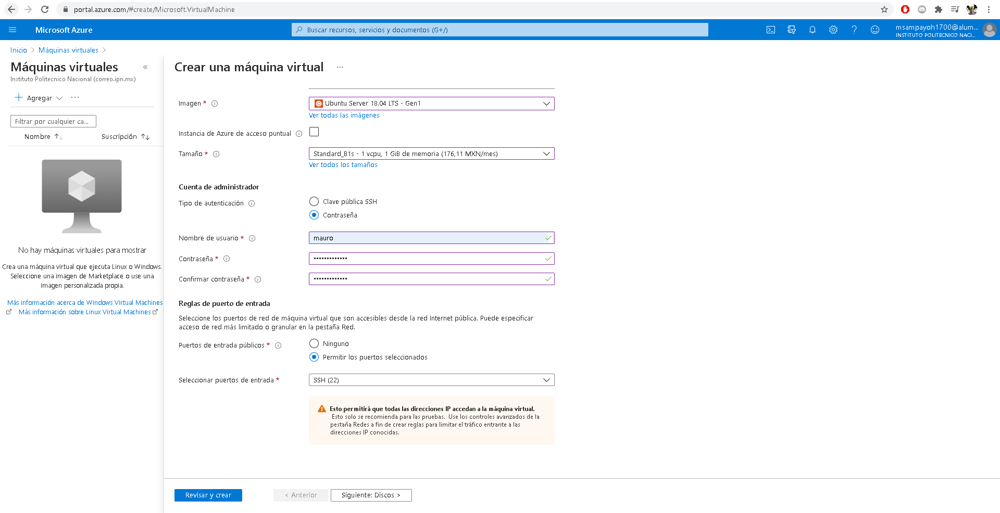 portal.azure.com/#create/Microsoft.VirtualMachine
Microsoft Azure
Buscar recursos, servicios y documentos (G+/)
msampayoh1700@alum...
INSTITUTO POLITECNICO NACI...
Inicio > Máquinas virtuales >
Máquinas virtuales
«
Instituto Politecnico Nacional (correo.ipn.mx)
+ Agregar ...
Filtrar por cualquier ca...
Nombre ↑↓
Suscripción ↑↓
No hay máquinas virtuales para mostrar
Crea una máquina virtual que ejecuta Linux o Windows.
Seleccione una imagen de Marketplace o use una
imagen personalizada propia.
Más información acerca de Windows Virtual Machines
Más información sobre Linux Virtual Machines
Crear una máquina virtual ...
Imagen *
Ubuntu Server 18.04 LTS - Gen1
Ver todas las imágenes
Instancia de Azure de acceso puntual
Tamaño *
Standard_B1s - 1 vcpu, 1 GiB de memoria (176,11 MXN/mes)
Ver todos los tamaños
Cuenta de administrador
Tipo de autenticación
Clave pública SSH
Contraseña
Nombre de usuario *
mauro
Contraseña *
•••••••••••••
Confirmar contraseña *
•••••••••••••
Reglas de puerto de entrada
Seleccione los puertos de red de máquina virtual que son accesibles desde la red Internet pública. Puede especificar
acceso de red más limitado o granular en la pestaña Red.
Puertos de entrada públicos *
Ninguno
Permitir los puertos seleccionados
Seleccionar puertos de entrada *
SSH (22)
Esto permitirá que todas las direcciones IP accedan a la máquina virtual.
Esto solo se recomienda para las pruebas. Use los controles avanzados de la
pestaña Redes a fin de crear reglas para limitar el tráfico entrante a las
direcciones IP conocidas.
Revisar y crear
< Anterior
Siguiente: Discos >